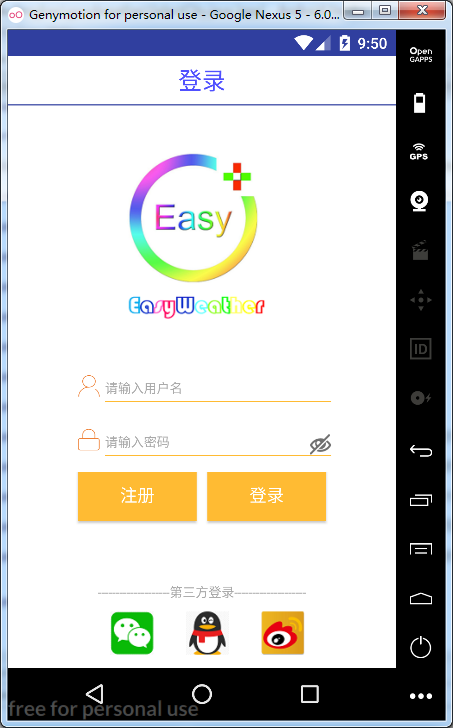 Genymotion for personal use - Google Nexus 5 - 6.0...
9:50
Open
GAPPS
登录
GPS
Easy
EasyWeather
ID
请输入用户名
请输入密码
注册
登录
--------------------第三方登录--------------------
free for personal use